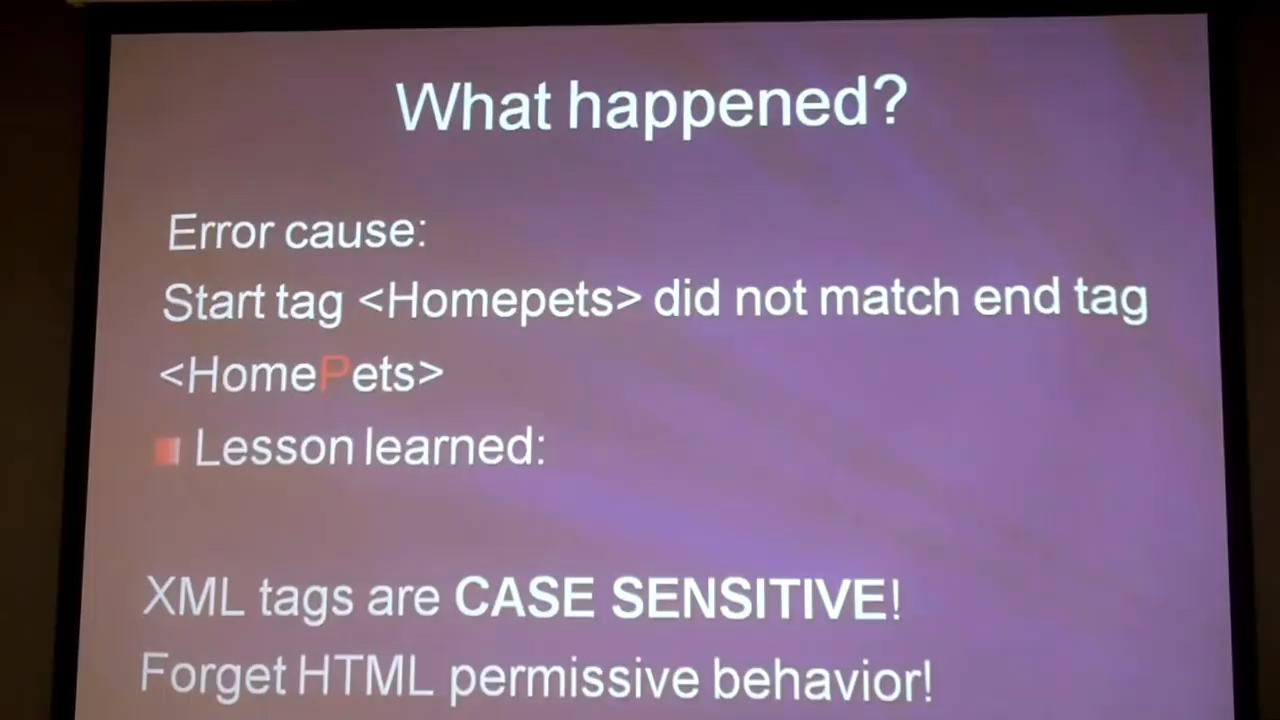 What happened?
Error cause:
Start tag <Homepets> did not match end tag
<HomePets>
Lesson learned:
XML tags are CASE SENSITIVE!
Forget HTML permissive behavior!